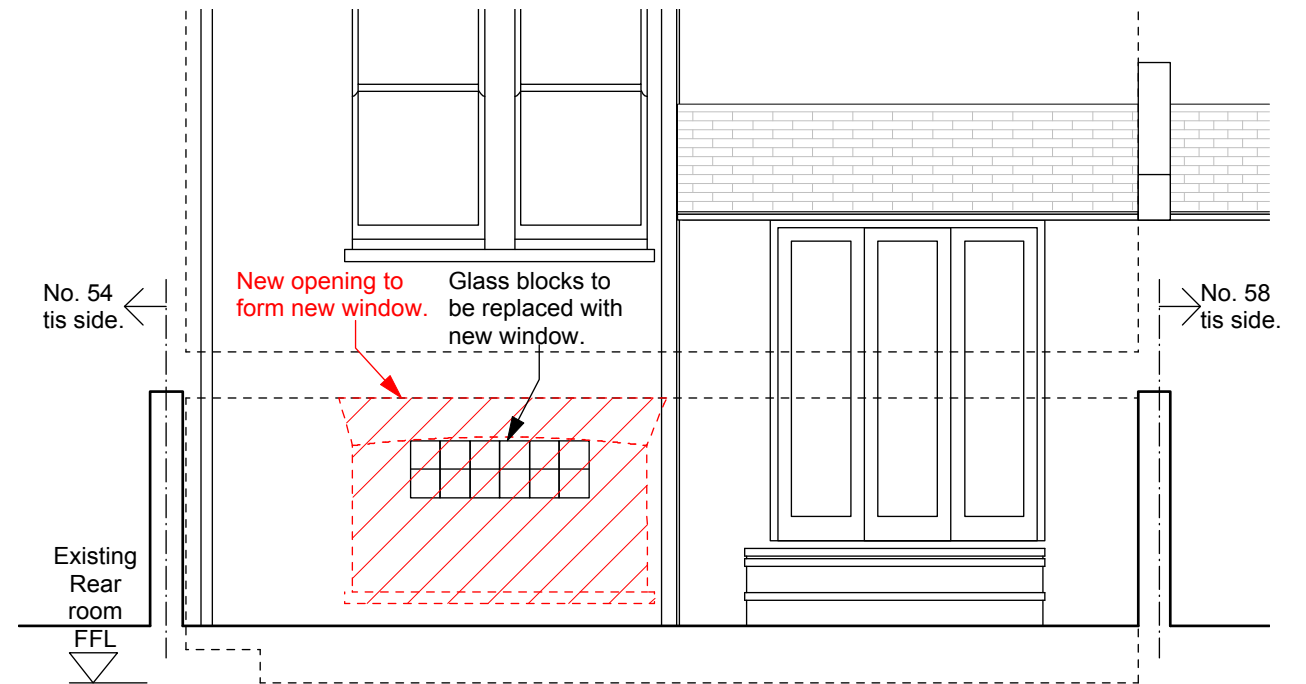 New opening to
form new window.
Glass blocks to
be replaced with
new window.
No. 54
tis side.
No. 58
tis side.
Existing
Rear
room
FFL